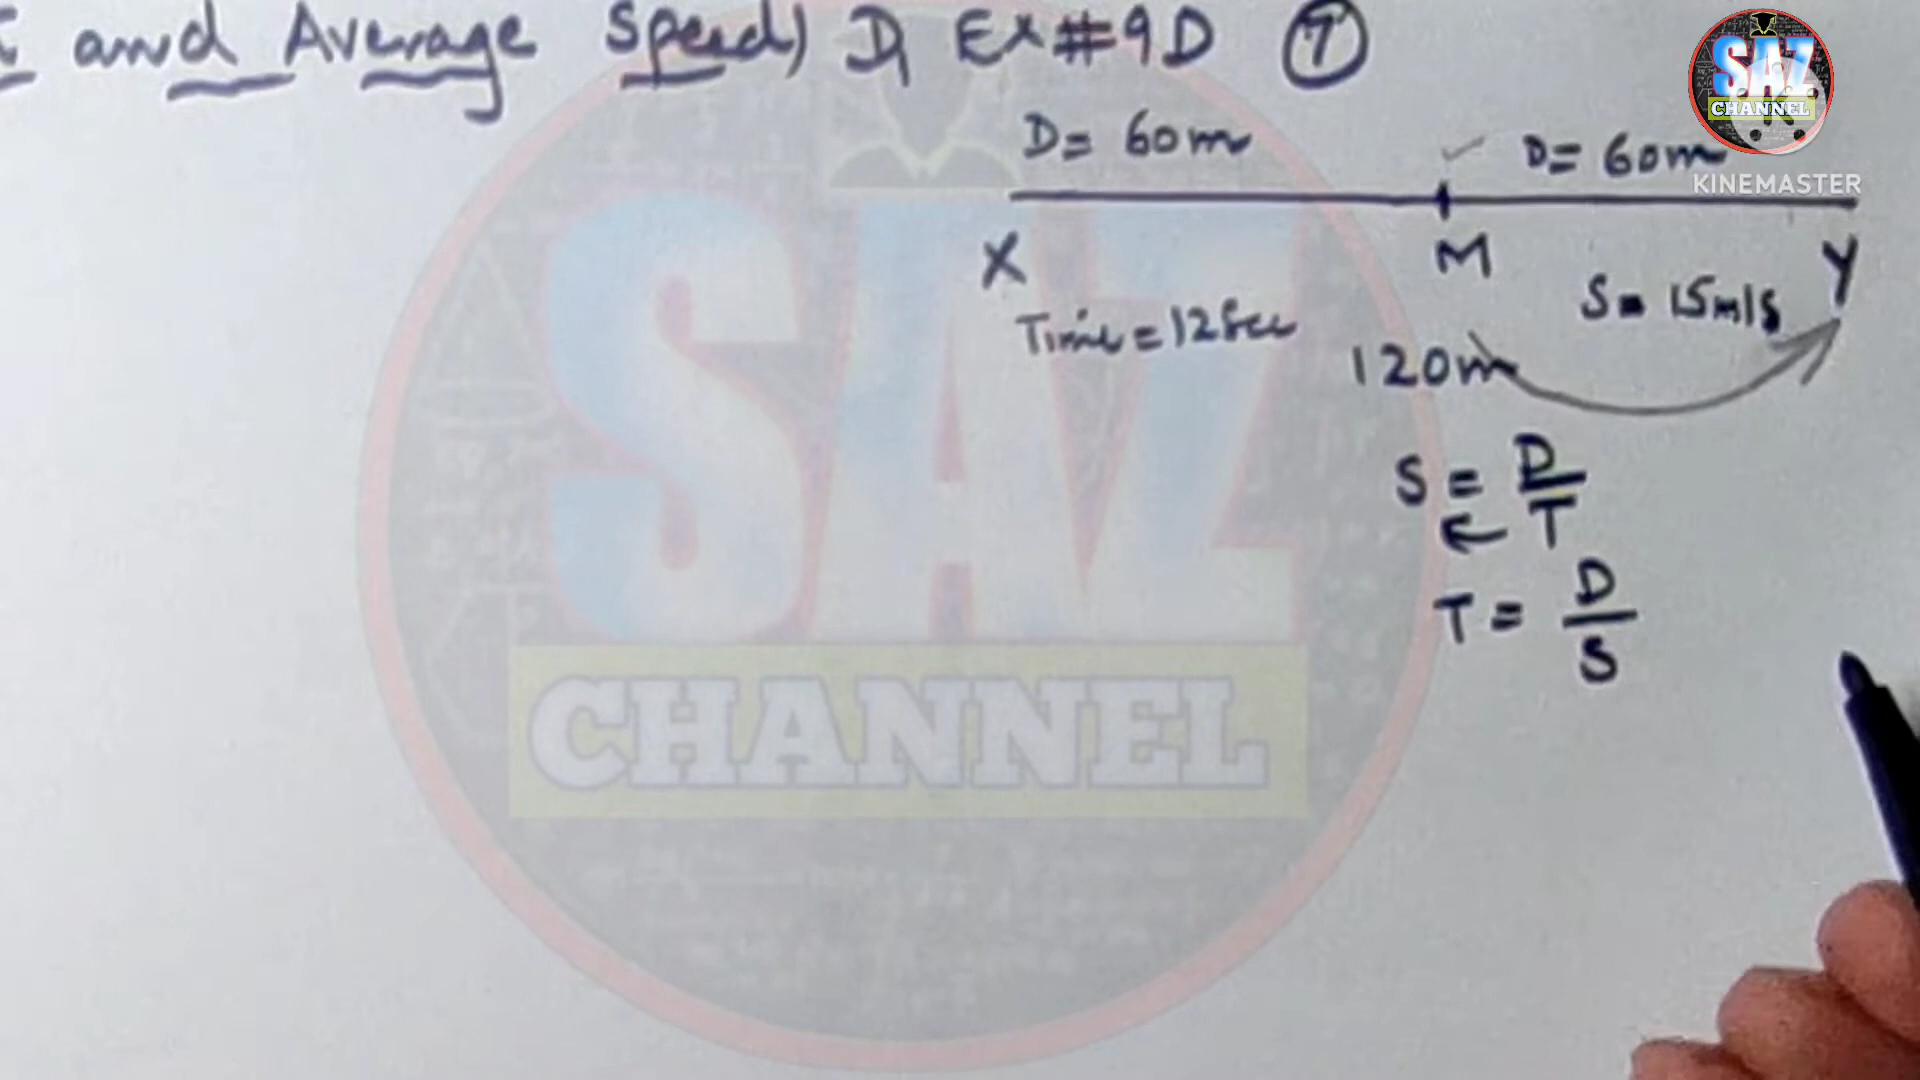 and Average Speed) D, Ex#9D 7
D= 60m D= 60m
X M Y
Time=12Sec S= 15m/s
120m
S = D/T
T = D/S
SAZ
CHANNEL
SAZ
CHANNEL
KINEMASTER